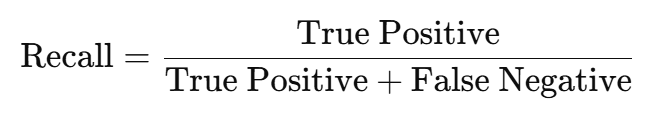 Recall = True Positive
True Positive + False Negative